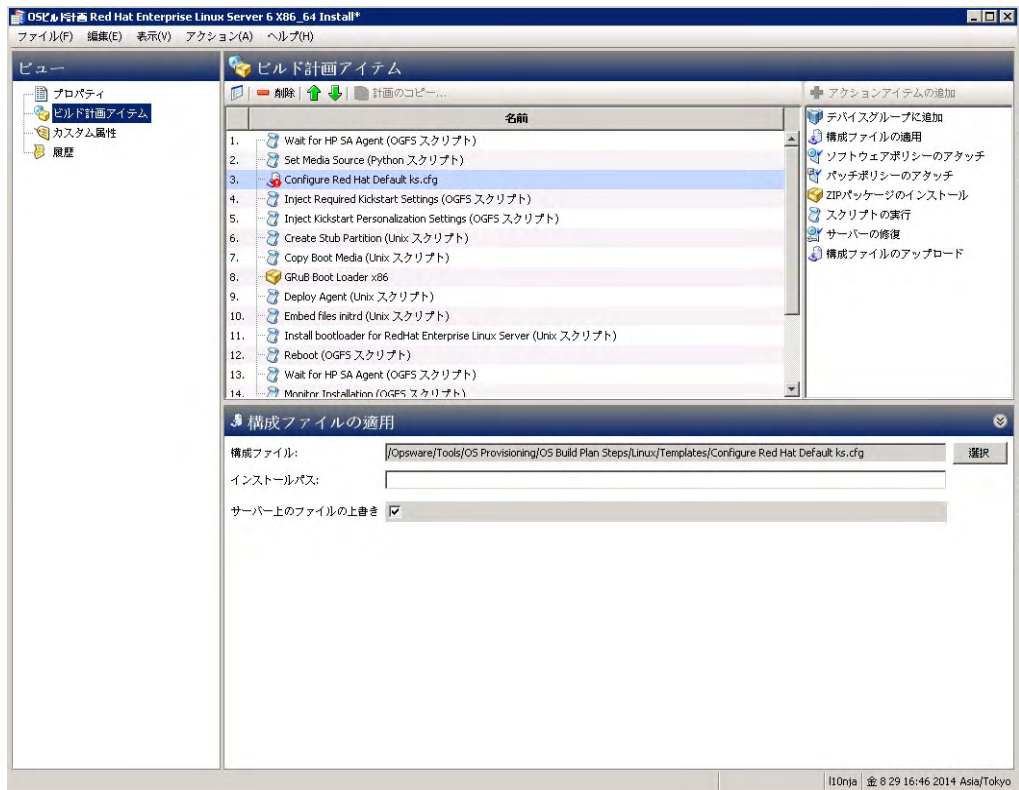 OSビルド計画 Red Hat Enterprise Linux Server 6 X86_64 Install*
ファイル(F) 編集(E) 表示(V) アクション(A) ヘルプ(H)
ビュー
プロパティ
ビルド計画アイテム
カスタム属性
履歴
ビルド計画アイテム
削除 計画のコピー...
名前
1. Wait for HP SA Agent (OGFS スクリプト)
2. Set Media Source (Python スクリプト)
3. Configure Red Hat Default ks.cfg
4. Inject Required Kickstart Settings (OGFS スクリプト)
5. Inject Kickstart Personalization Settings (OGFS スクリプト)
6. Create Stub Partition (Unix スクリプト)
7. Copy Boot Media (Unix スクリプト)
8. GRuB Boot Loader x86
9. Deploy Agent (Unix スクリプト)
10. Embed files initrd (Unix スクリプト)
11. Install bootloader for RedHat Enterprise Linux Server (Unix スクリプト)
12. Reboot (OGFS スクリプト)
13. Wait for HP SA Agent (OGFS スクリプト)
14. Monitor Installation (OGFS スクリプト)
アクションアイテムの追加
デバイスグループに追加
構成ファイルの適用
ソフトウェアポリシーのアタッチ
パッチポリシーのアタッチ
ZIPパッケージのインストール
スクリプトの実行
サーバーの修復
構成ファイルのアップロード
構成ファイルの適用
構成ファイル: /Opsware/Tools/OS Provisioning/OS Build Plan Steps/Linux/Templates/Configure Red Hat Default ks.cfg 選択
インストールパス:
サーバー上のファイルの上書き
l10nja 金 8 29 16:46 2014 Asia/Tokyo